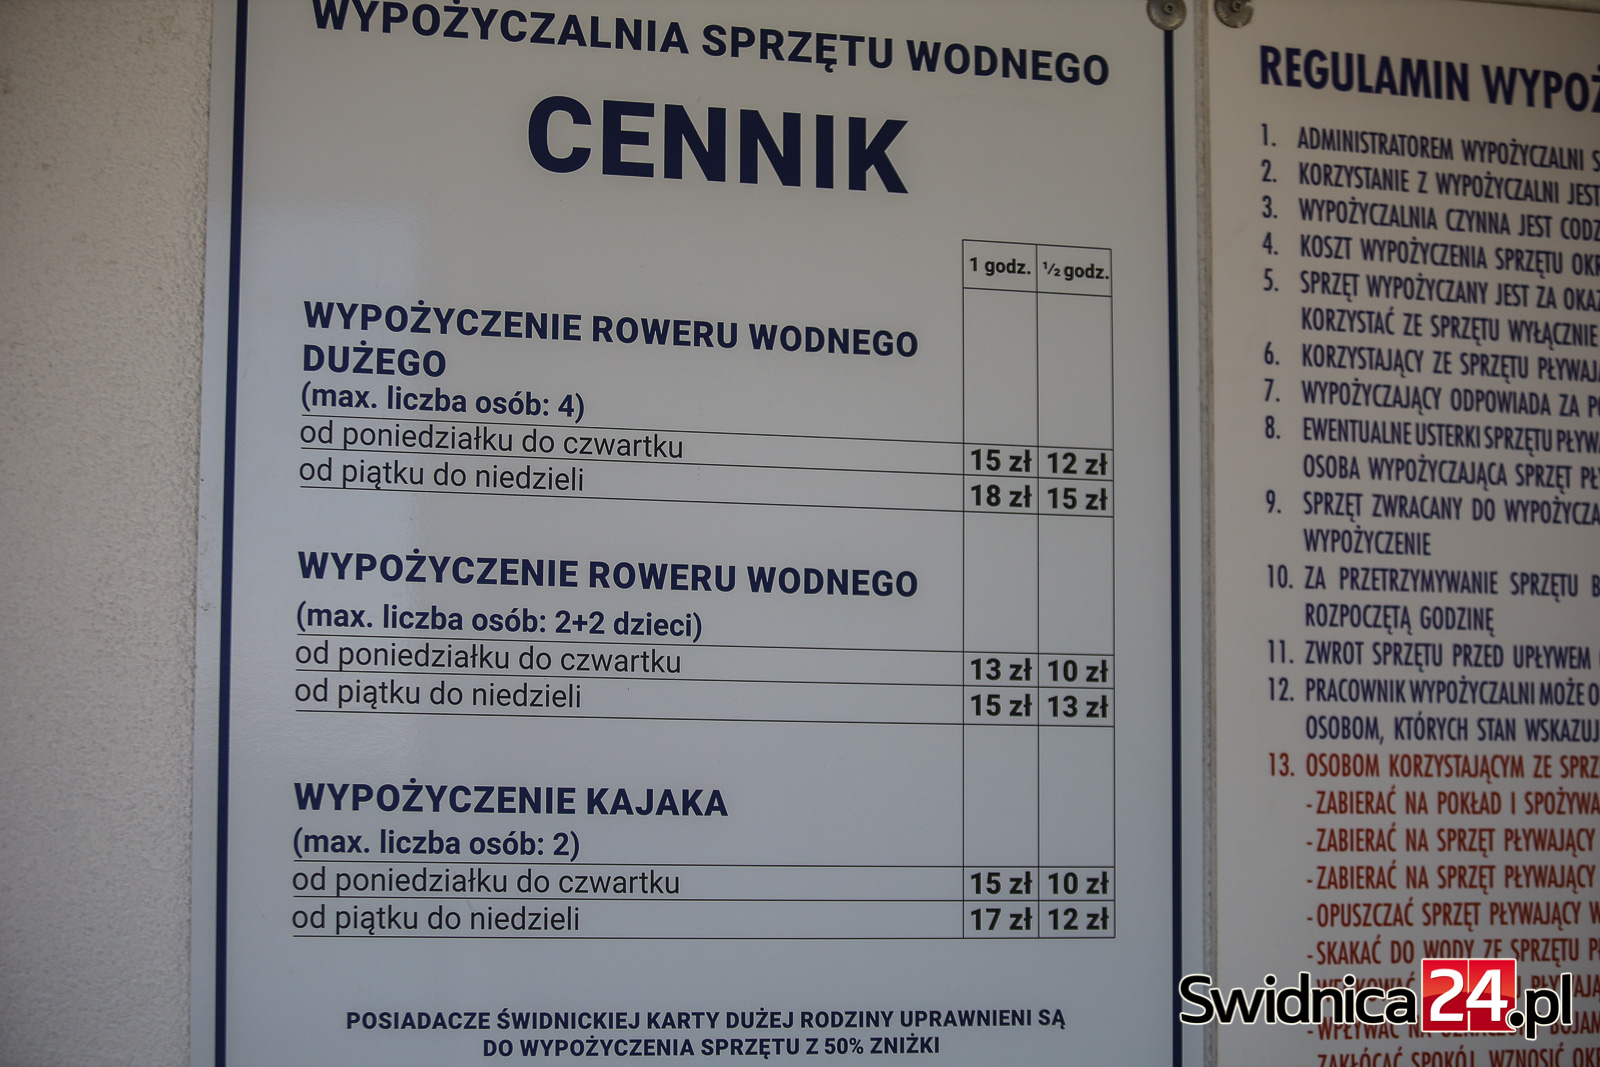 WYPOŻYCZALNIA SPRZĘTU WODNEGO
CENNIK
1 godz. ½ godz.
WYPOŻYCZENIE ROWERU WODNEGO
DUŻEGO
(max. liczba osób: 4)
od poniedziałku do czwartku 15 zł 12 zł
od piątku do niedzieli 18 zł 15 zł
WYPOŻYCZENIE ROWERU WODNEGO
(max. liczba osób: 2+2 dzieci)
od poniedziałku do czwartku 13 zł 10 zł
od piątku do niedzieli 15 zł 13 zł
WYPOŻYCZENIE KAJAKA
(max. liczba osób: 2)
od poniedziałku do czwartku 15 zł 10 zł
od piątku do niedzieli 17 zł 12 zł
POSIADACZE ŚWIDNICKIEJ KARTY DUŻEJ RODZINY UPRAWNIENI SĄ
DO WYPOŻYCZENIA SPRZĘTU Z 50% ZNIŻKI
REGULAMIN
1. ADMINISTRATOREM WYPOŻYCZALNI
2. KORZYSTANIE Z WYPOŻYCZALNI JEST
3. WYPOŻYCZALNIA CZYNNA JEST
4. KOSZT WYPOŻYCZENIA SPRZĘTU
5. SPRZĘT WYPOŻYCZANY JEST ZA
KORZYSTAĆ ZE SPRZĘTU WYŁĄCZNIE
6. KORZYSTAJĄCY ZE SPRZĘTU
7. WYPOŻYCZAJĄCY ODPOWIADA ZA
8. EWENTUALNE USTERKI SPRZĘTU
OSOBA WYPOŻYCZAJĄCA SPRZĘT
9. SPRZĘT ZWRACANY DO
WYPOŻYCZENIE
10. ZA PRZETRZYMYWANIE SPRZĘTU
ROZPOCZĘTĄ GODZINĘ
11. ZWROT SPRZĘTU PRZED UPŁYWEM
12. PRACOWNIK WYPOŻYCZALNI MOŻE
OSOBOM, KTÓRYCH STAN
13. OSOBOM KORZYSTAJĄCYM ZE
- ZABIERAĆ NA POKŁAD I
- ZABIERAĆ NA SPRZĘT PŁYWAJĄCY
- ZABIERAĆ NA SPRZĘT PŁYWAJĄCY
- OPUSZCZAĆ SPRZĘT PŁYWAJĄCY
- SKAKAĆ DO WODY ZE SPRZĘTU
Swidnica24.pl